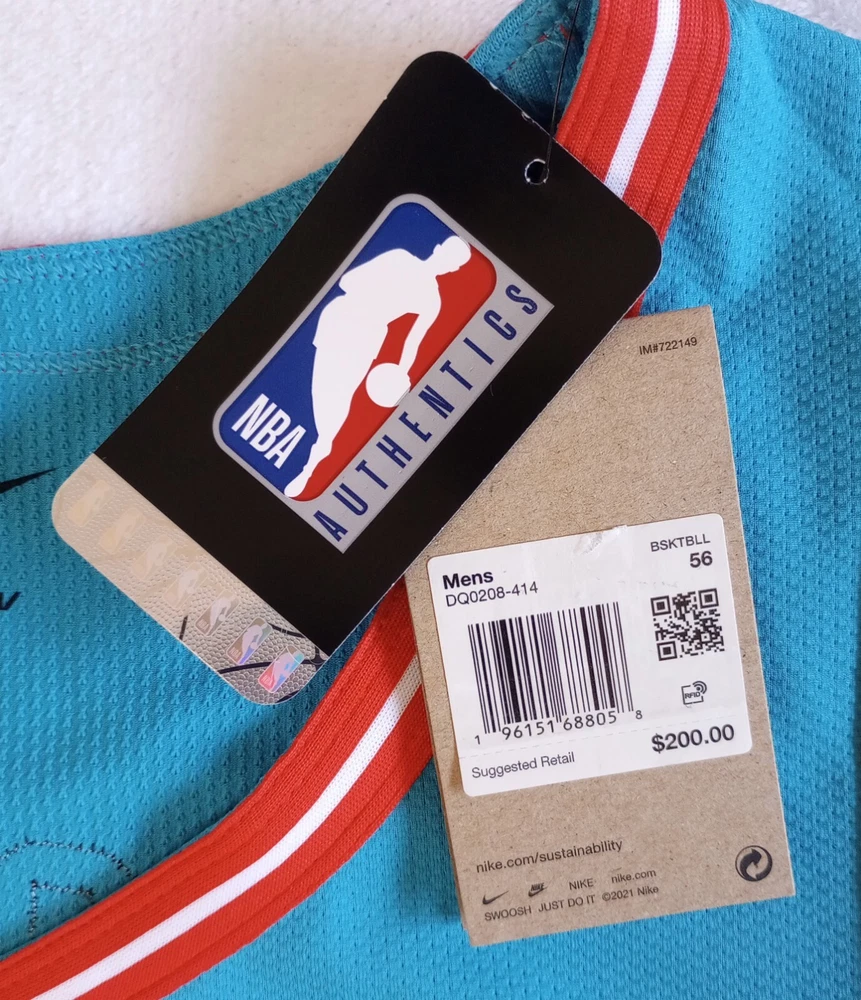 NBA
AUTHENTICS
IM#722149
BSKTBLL
56
Mens
DQ0208-414
RFID
1 96151 68805 8
Suggested Retail
$200.00
nike.com/sustainability
NIKE nike.com
SWOOSH JUST DO IT ©2021 Nike